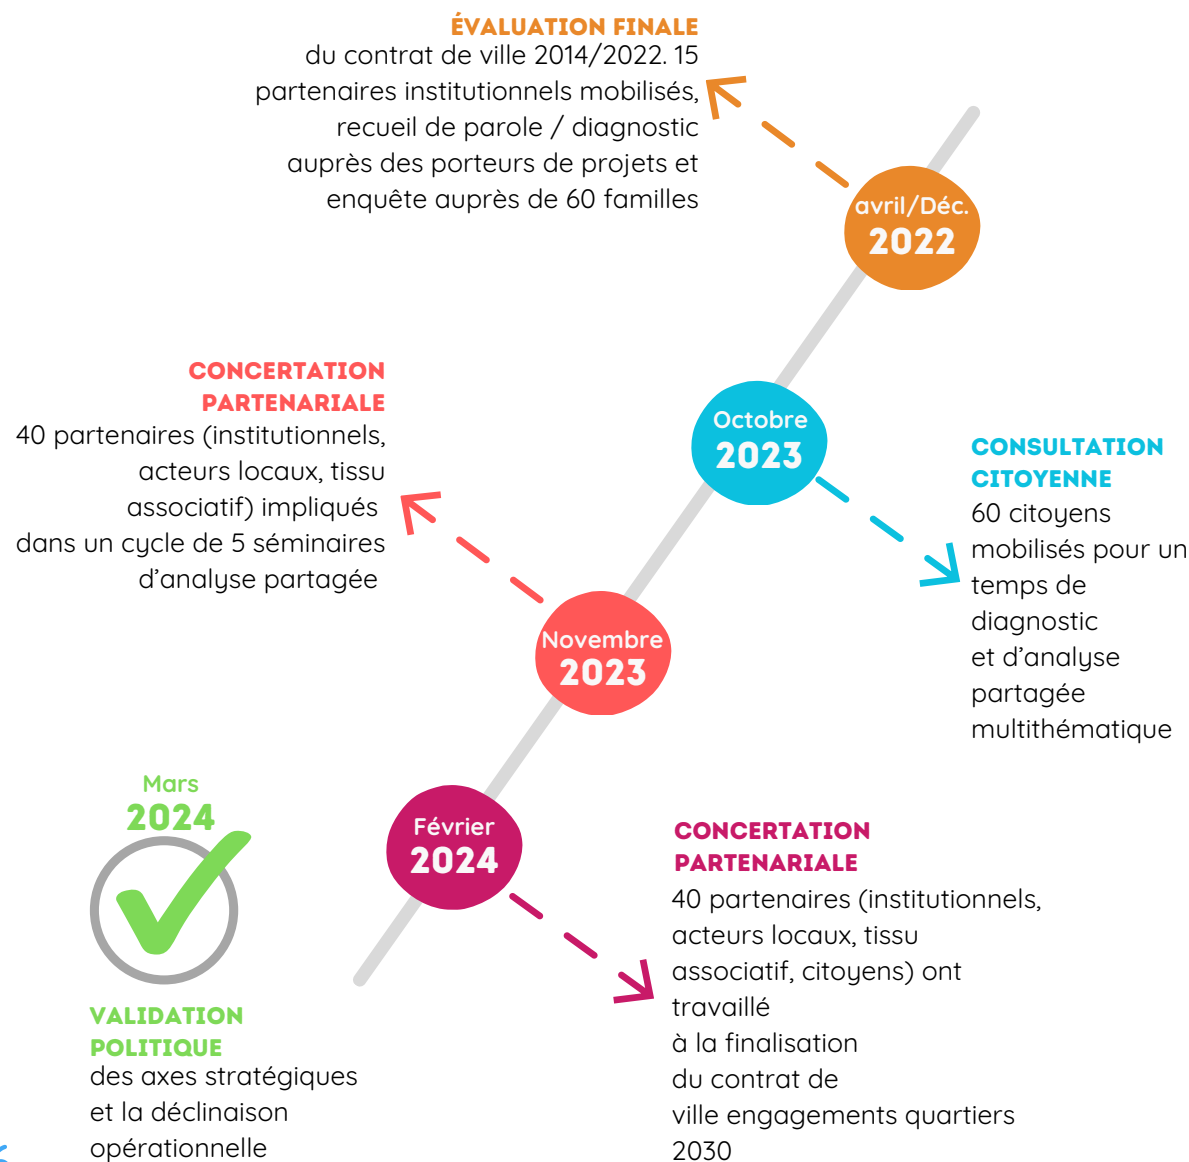 ÉVALUATION FINALE
du contrat de ville 2014/2022. 15
partenaires institutionnels mobilisés,
recueil de parole / diagnostic
auprès des porteurs de projets et
enquête auprès de 60 familles
avril/Déc.
2022
Octobre
2023
CONSULTATION
CITOYENNE
60 citoyens
mobilisés pour un
temps de
diagnostic
et d'analyse
partagée
multithématique
CONCERTATION
PARTENARIALE
40 partenaires (institutionnels,
acteurs locaux, tissu
associatif) impliqués
dans un cycle de 5 séminaires
d'analyse partagée
Novembre
2023
Février
2024
CONCERTATION
PARTENARIALE
40 partenaires (institutionnels,
acteurs locaux, tissu
associatif, citoyens) ont
travaillé
à la finalisation
du contrat de
ville engagements quartiers
2030
Mars
2024
VALIDATION
POLITIQUE
des axes stratégiques
et la déclinaison
opérationnelle